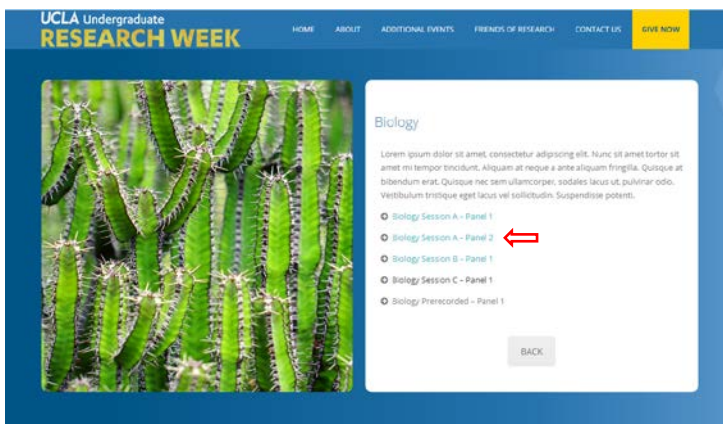 UCLA Undergraduate
RESEARCH WEEK
HOME ABOUT ADDITIONAL EVENTS FRIENDS OF RESEARCH CONTACT US GIVE NOW
Biology
Lorem ipsum dolor sit amet, consectetur adipiscing elit. Nunc sit amet tortor sit
amet mi tempor tincidunt. Aliquam at neque a ante aliquam fringilla. Quisque at
bibendum erat. Quisque nec sem ullamcorper, sodales lacus ut, pulvinar odio.
Vestibulum tristique eget lacus vel sollicitudin. Suspendisse potenti.
Biology Session A – Panel 1
Biology Session A – Panel 2
Biology Session B – Panel 1
Biology Session C – Panel 1
Biology Prerecorded – Panel 1
BACK